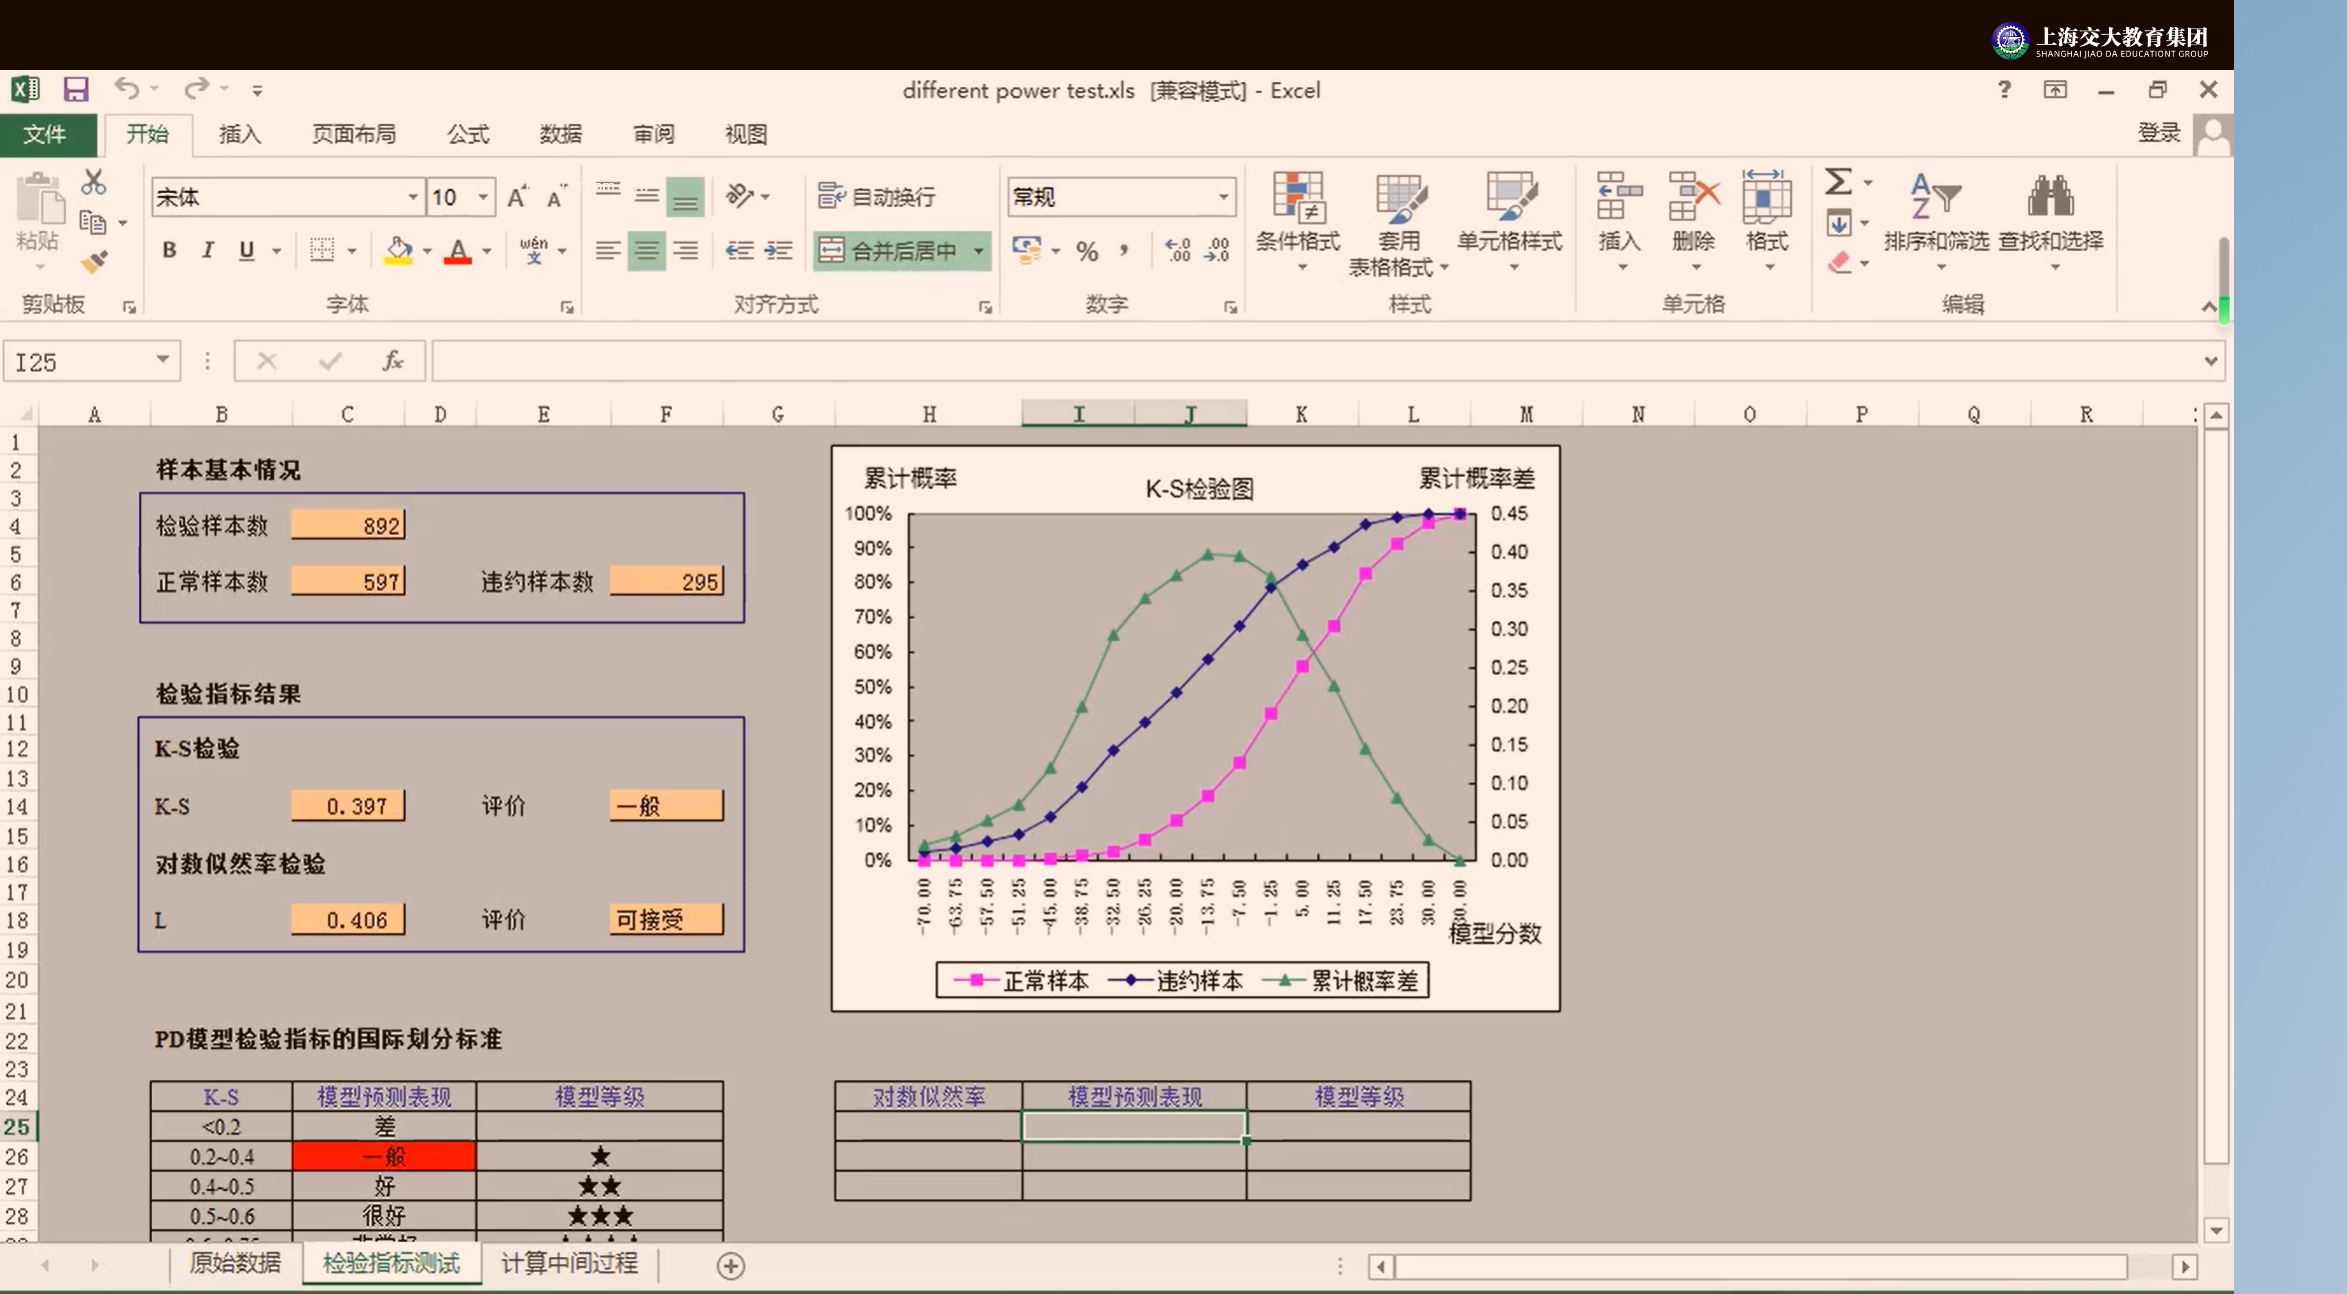 上海交大教育集团
SHANGHAI JIAO DA EDUCATIONT GROUP
different power test.xls [兼容模式] - Excel
文件 开始 插入 页面布局 公式 数据 审阅 视图 登录
粘贴
剪贴板
宋体 10
B I U A wén 文
字体
自动换行
合并后居中
对齐方式
常规
% ,
数字
条件格式 套用 表格格式 单元格样式
样式
插入 删除 格式
单元格
排序和筛选 查找和选择
编辑
I25 fx
A B C D E F G H I J K L M N O P Q R
1
2 样本基本情况
3
4 检验样本数 892
5
6 正常样本数 597 违约样本数 295
7
8
9
10 检验指标结果
11
12 K-S检验
13
14 K-S 0.397 评价 一般
15
16 对数似然率检验
17
18 L 0.406 评价 可接受
19
20
21
22 PD模型检验指标的国际划分标准
23
24 K-S 模型预测表现 模型等级 对数似然率 模型预测表现 模型等级
25 <0.2 差
26 0.2~0.4 一般 ★
27 0.4~0.5 好 ★★
28 0.5~0.6 很好 ★★★
累计概率 K-S检验图 累计概率差
100% 0.45
90% 0.40
80% 0.35
70% 0.30
60% 0.25
50% 0.20
40% 0.15
30% 0.10
20% 0.05
10% 0.00
0%
-70.00 -63.75 -57.50 -51.25 -45.00 -38.75 -32.50 -26.25 -20.00 -13.75 -7.50 -1.25 5.00 11.25 17.50 23.75 30.00
模型分数
正常样本 违约样本 累计概率差
原始数据 检验指标测试 计算中间过程